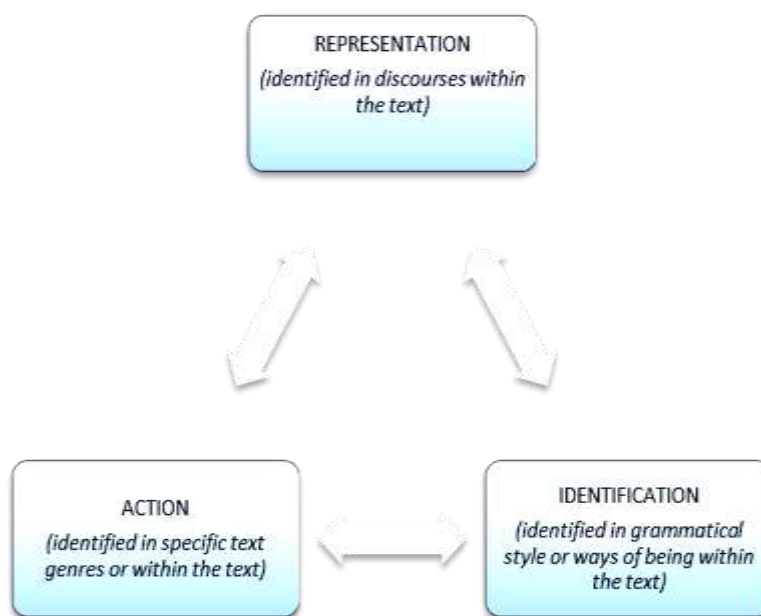 REPRESENTATION
(identified in discourses within
the text)
ACTION
(identified in specific text
genres or within the text)
IDENTIFICATION
(identified in grammatical
style or ways of being within
the text)